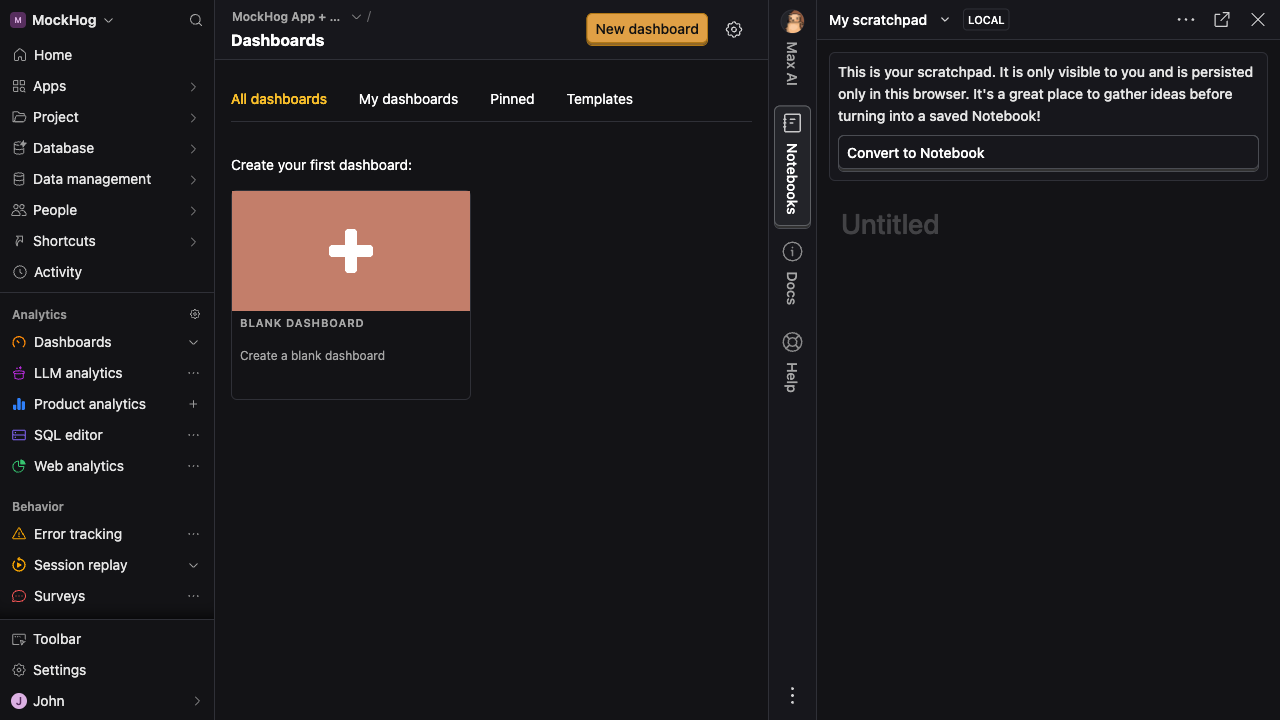 M MockHog
Home
Apps
Project
Database
Data management
People
Shortcuts
Activity
Analytics
Dashboards
LLM analytics
Product analytics
SQL editor
Web analytics
Behavior
Error tracking
Session replay
Surveys
Toolbar
Settings
J John
MockHog App + ... /
Dashboards
New dashboard
All dashboards My dashboards Pinned Templates
Create your first dashboard:
BLANK DASHBOARD
Create a blank dashboard
Max AI
Notebooks
Docs
Help
My scratchpad LOCAL
This is your scratchpad. It is only visible to you and is persisted
only in this browser. It's a great place to gather ideas before
turning into a saved Notebook!
Convert to Notebook
Untitled